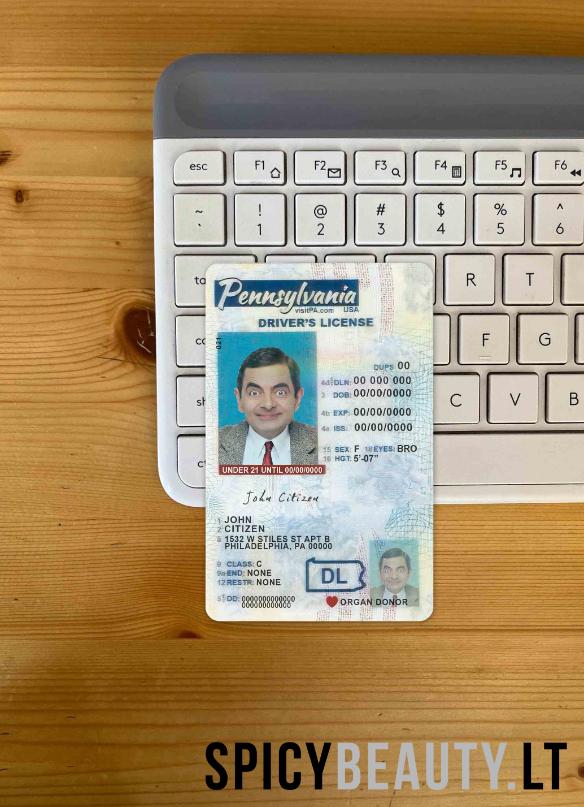 esc F1 F2 F3 F4 F5 F6
~ ! @ # $ % ^
` 1 2 3 4 5 6
R T
F G
C V B
Pennsylvania
visitPA.com USA
DRIVER'S LICENSE
021
DUPS 00
4d DLN: 00 000 000
3 DOB: 00/00/0000
4b EXP: 00/00/0000
4a ISS: 00/00/0000
15 SEX: F 18 EYES: BRO
16 HGT: 5'-07"
UNDER 21 UNTIL 00/00/0000
John Citizen
1 JOHN
2 CITIZEN
8 1532 W STILES ST APT B
PHILADELPHIA, PA 00000
9 CLASS: C
9a END: NONE
12 RESTR: NONE
DL
5 DD: 0000000000000
000000000000
ORGAN DONOR
SPICYBEAUTY.LT